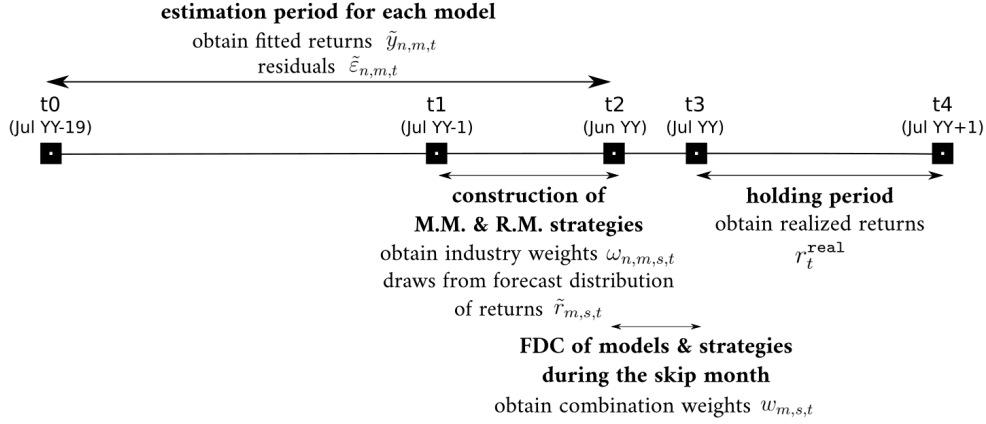 estimation period for each model
obtain fitted returns ỹ_{n,m,t}
residuals ε̃_{n,m,t}
t0 t1 t2 t3 t4
(Jul YY-19) (Jul YY-1) (Jun YY) (Jul YY) (Jul YY+1)
construction of
M.M. & R.M. strategies
obtain industry weights ω_{n,m,s,t}
draws from forecast distribution
of returns r̃_{m,s,t}
holding period
obtain realized returns
r_t^{real}
FDC of models & strategies
during the skip month
obtain combination weights w_{m,s,t}